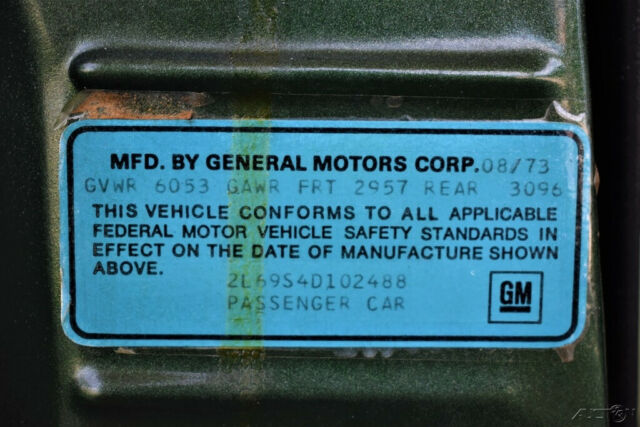 MFD. BY GENERAL MOTORS CORP. 08/73
GVWR 6053 GAWR FRT 2957 REAR 3096
THIS VEHICLE CONFORMS TO ALL APPLICABLE
FEDERAL MOTOR VEHICLE SAFETY STANDARDS IN
EFFECT ON THE DATE OF MANUFACTURE SHOWN
ABOVE.
2L69S4D102488
PASSENGER CAR
GM